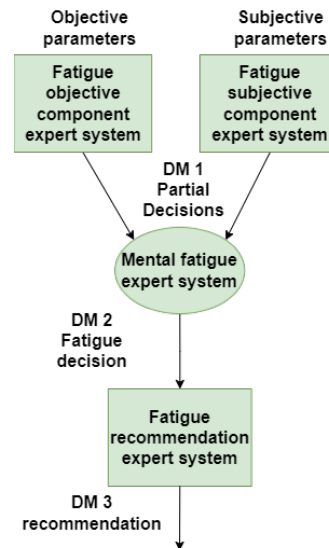 Objective
parameters
Subjective
parameters
Fatigue
objective
component
expert system
Fatigue
subjective
component
expert system
DM 1
Partial
Decisions
Mental fatigue
expert system
DM 2
Fatigue
decision
Fatigue
recommendation
expert system
DM 3
recommendation